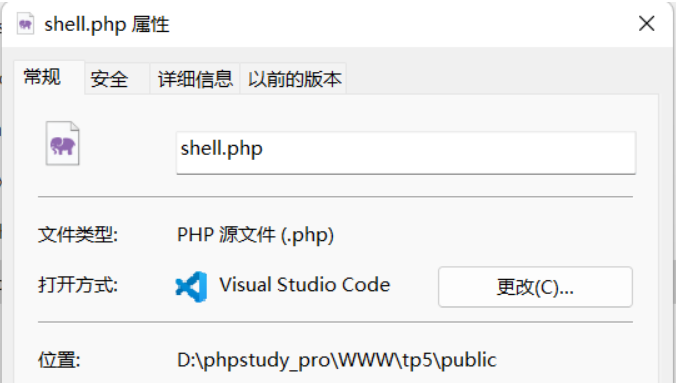 shell.php 属性
常规 安全 详细信息 以前的版本
shell.php
文件类型: PHP 源文件 (.php)
打开方式: Visual Studio Code 更改(C)...
位置: D:\phpstudy_pro\WWW\tp5\public